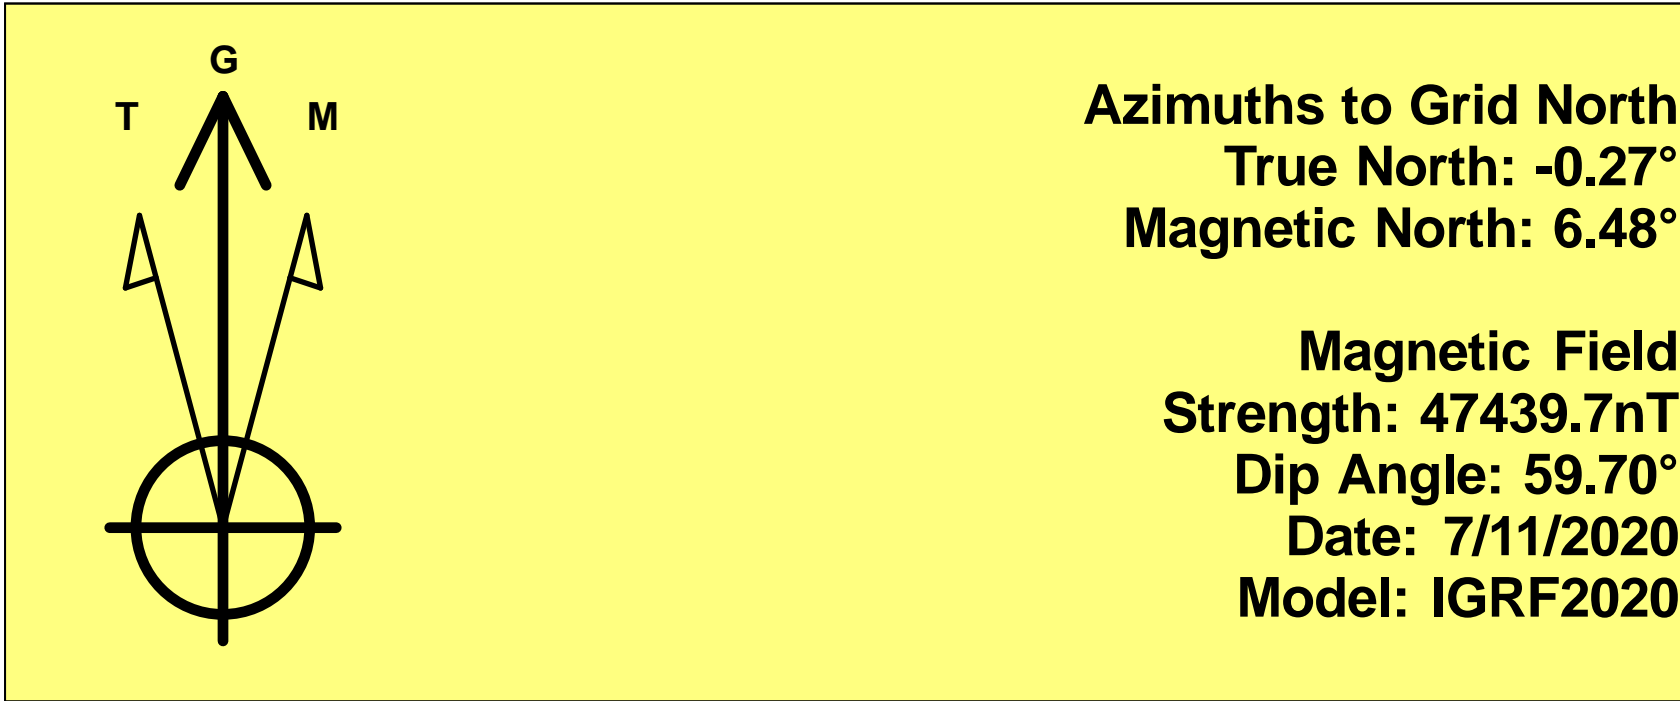 G
T
M
Azimuths to Grid North
True North: -0.27°
Magnetic North: 6.48°
Magnetic Field
Strength: 47439.7nT
Dip Angle: 59.70°
Date: 7/11/2020
Model: IGRF2020